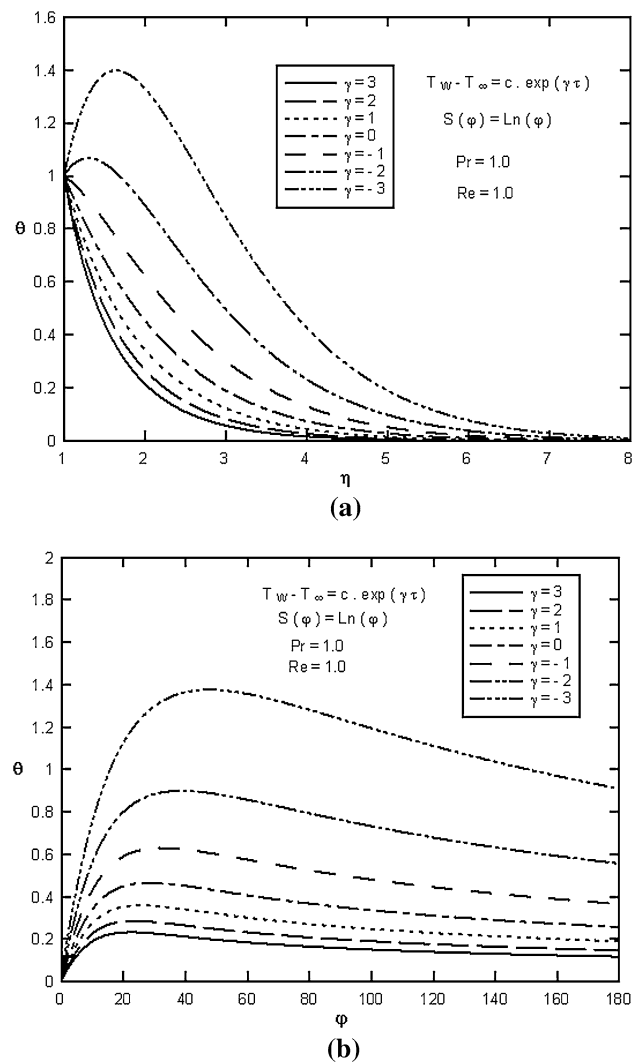 1.6
1.4
1.2
1
0.8
0.6
0.4
0.2
0
θ
γ = 3
γ = 2
γ = 1
γ = 0
γ = - 1
γ = - 2
γ = - 3
T W - T ∞ = c . exp ( γ τ )
S ( φ ) = Ln ( φ )
Pr = 1.0
Re = 1.0
1 2 3 4 5 6 7 8
η
(a)
2
1.8
1.6
1.4
1.2
1
0.8
0.6
0.4
0.2
0
θ
T W - T ∞ = c . exp ( γ τ )
S ( φ ) = Ln ( φ )
Pr = 1.0
Re = 1.0
γ = 3
γ = 2
γ = 1
γ = 0
γ = - 1
γ = - 2
γ = - 3
0 20 40 60 80 100 120 140 160 180
φ
(b)